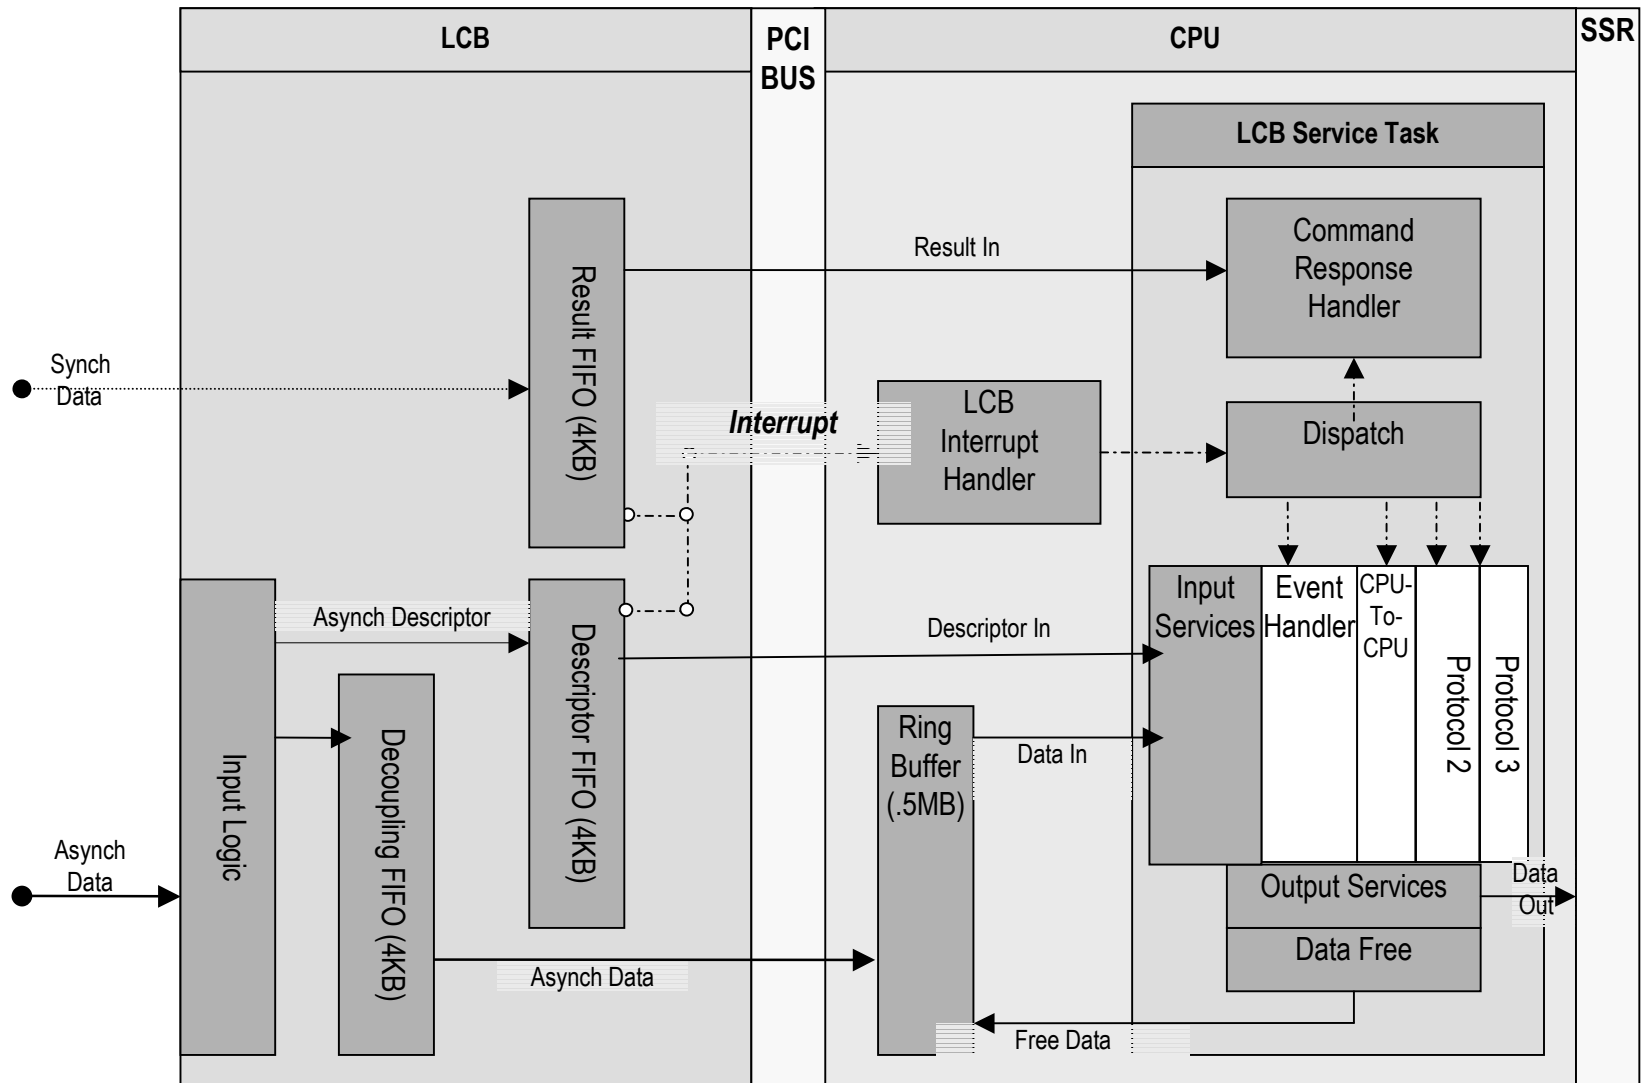 LCB
PCI
BUS
CPU
SSR
LCB Service Task
Result FIFO (4KB)
Result In
Command
Response
Handler
Synch
Data
Interrupt
LCB
Interrupt
Handler
Dispatch
Input Logic
Asynch Descriptor
Descriptor FIFO (4KB)
Descriptor In
Input
Services
Event
Handler
CPU-
To-
CPU
Protocol 2
Protocol 3
Decoupling FIFO (4KB)
Ring
Buffer
(.5MB)
Data In
Asynch
Data
Output Services
Data
Out
Data Free
Asynch Data
Free Data